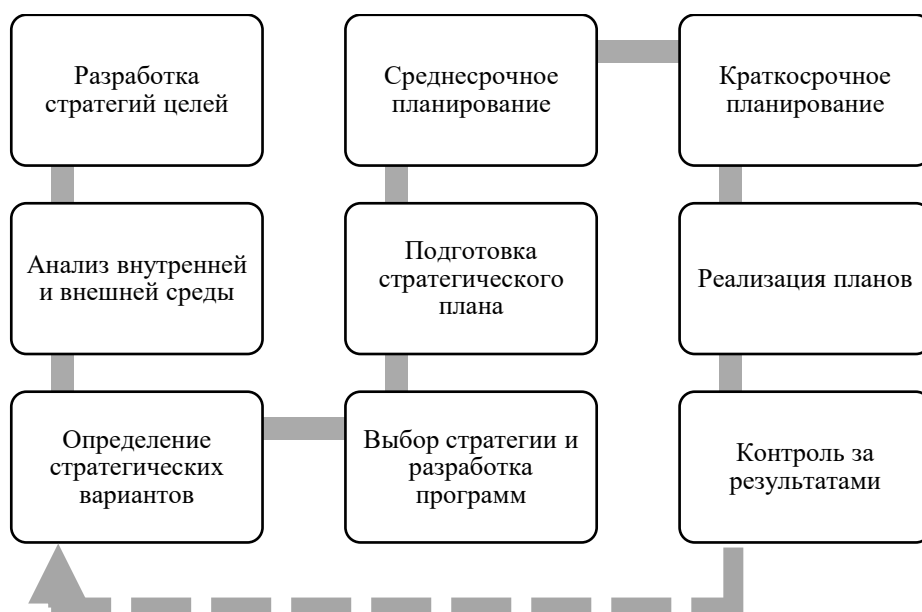 Разработка
стратегий целей
Анализ внутренней
и внешней среды
Определение
стратегических
вариантов
Выбор стратегии и
разработка
программ
Подготовка
стратегического
плана
Среднесрочное
планирование
Краткосрочное
планирование
Реализация планов
Контроль за
результатами